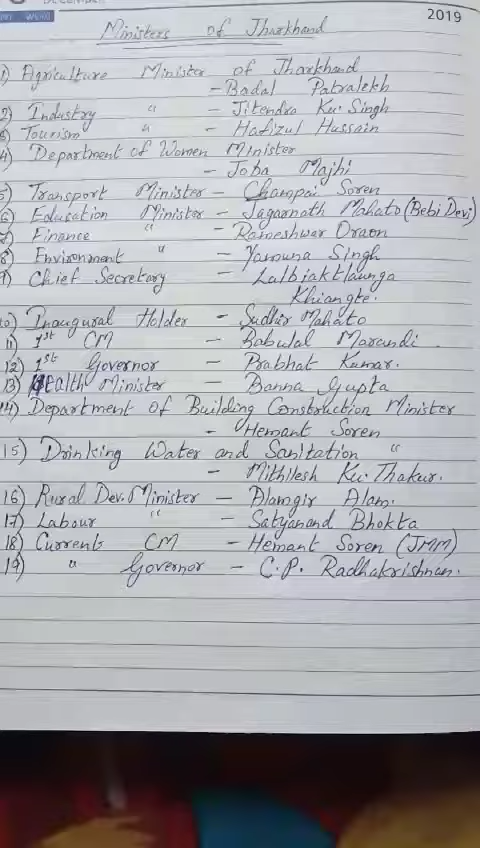 DECEMBER
2019
Ministers of Jharkhand
1) Agriculture Minister of Jharkhand
- Badal Patralekh
2) Industry " - Jitendra Ku. Singh
3) Tourism " - Hafizul Hussain
4) Department of Women Minister
- Joba Majhi
5) Transport Minister - Champai Soren
6) Education Minister - Jagarnath Mahato (Bebi Devi)
7) Finance " - Rameshwar Oraon
8) Environment " - Yamuna Singh
9) Chief Secretary - Lalbiaktlaunga
Khiangte.
10) Inaugural Holder - Sudhir Mahato
11) 1st CM - Babulal Marandi
12) 1st Governor - Prabhat Kumar.
13) Health Minister - Banna Gupta
14) Department of Building Construction Minister
- Hemant Soren
15) Drinking Water and Sanitation "
- Mithilesh Ku. Thakur.
16) Rural Dev. Minister - Alamgir Alam.
17) Labour " - Satyanand Bhokta
18) Current CM - Hemant Soren (JMM)
19) " Governor - C.P. Radhakrishnan.